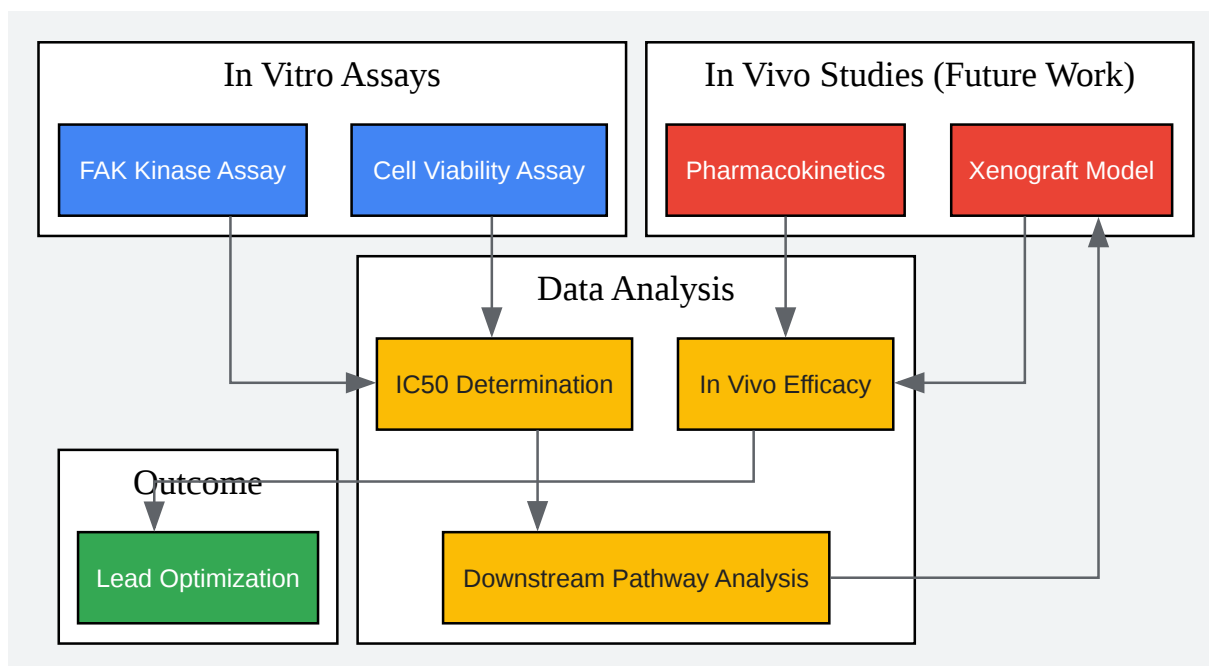 In Vitro Assays
FAK Kinase Assay
Cell Viability Assay
In Vivo Studies (Future Work)
Pharmacokinetics
Xenograft Model
Data Analysis
IC50 Determination
In Vivo Efficacy
Downstream Pathway Analysis
Outcome
Lead Optimization